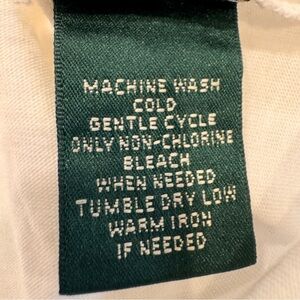 MACHINE WASH
COLD
GENTLE CYCLE
ONLY NON-CHLORINE
BLEACH
WHEN NEEDED
TUMBLE DRY LOW
WARM IRON
IF NEEDED